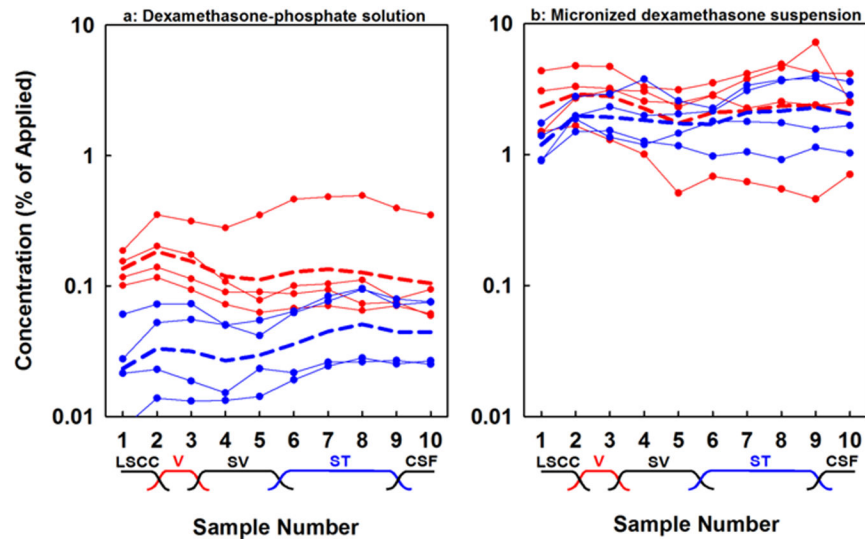 a: Dexamethasone-phosphate solution
b: Micronized dexamethasone suspension
Concentration (% of Applied)
10
1
0.1
0.01
1 2 3 4 5 6 7 8 9 10
LSCC V SV ST CSF
Sample Number
10
1
0.1
0.01
1 2 3 4 5 6 7 8 9 10
LSCC V SV ST CSF
Sample Number